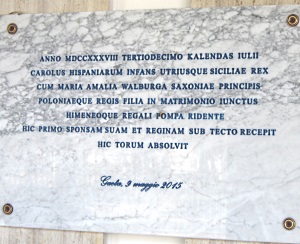 ANNO MDCCXXXVIII TERTIODECIMO KALENDAS IULII
CAROLUS HISPANIARUM INFANS UTRIUSQUE SICILIAE REX
CUM MARIA AMALIA WALBURGA SAXONIAE PRINCIPIS
POLONIAEQUE REGIS FILIA IN MATRIMONIO IUNCTUS
HIMENEOQUE REGALI POMPA RIDENTE
HIC PRIMO SPONSAM SUAM ET REGINAM SUB TECTO RECEPIT
HIC TORUM ABSOLVIT
Gaeta, 9 maggio 2015